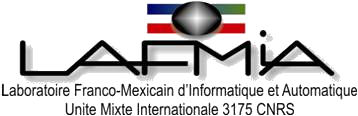 LAFMIA
Laboratoire Franco-Mexicain d'Informatique et Automatique
Unite Mixte Internationale 3175 CNRS